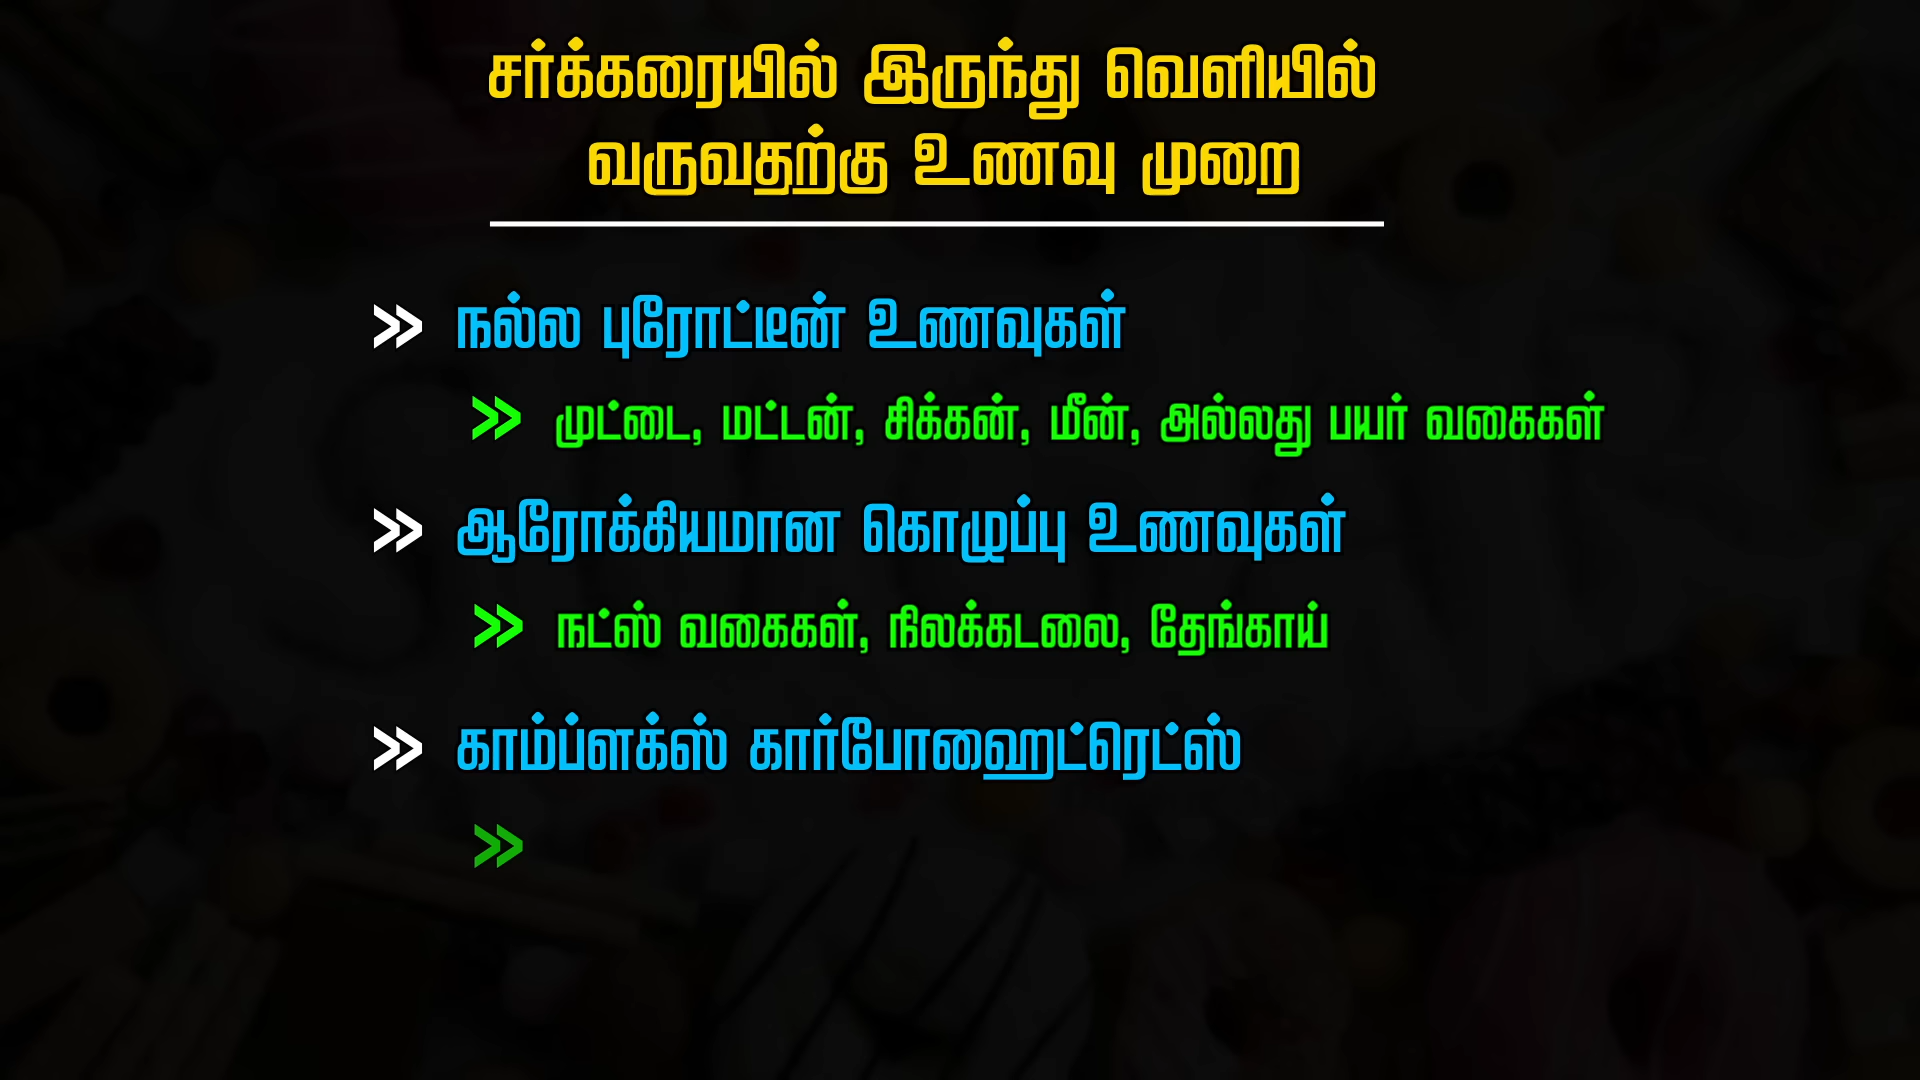 சர்க்கரையில் இருந்து வெளியில்
வருவதற்கு உணவு முறை
» நல்ல புரோட்டீன் உணவுகள்
» முட்டை, மட்டன், சிக்கன், மீன், அல்லது பயர் வகைகள்
» ஆரோக்கியமான கொழுப்பு உணவுகள்
» நட்ஸ் வகைகள், நிலக்கடலை, தேங்காய்
» காம்ப்ளக்ஸ் கார்போஹைட்ரெட்ஸ்
»